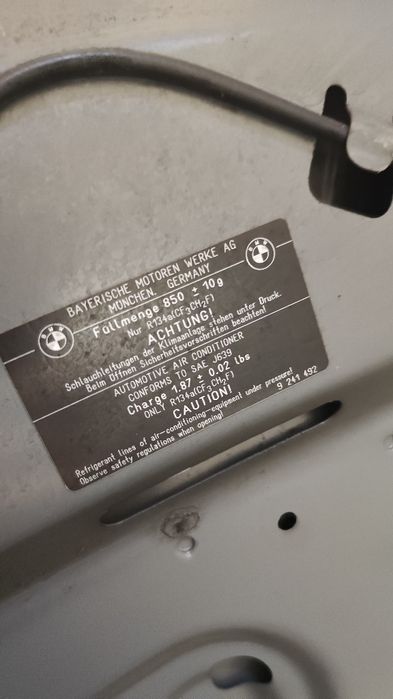 BAYERISCHE MOTOREN WERKE AG
MÜNCHEN, GERMANY
Füllmenge 850 ± 10g
Nur R134a(CF₃CH₂F)
ACHTUNG!
Schlauchleitungen der Klimaanlage stehen unter Druck.
Beim Öffnen Sicherheitsvorschriften beachten!
AUTOMOTIVE AIR CONDITIONER
CONFORMS TO SAE J639
Charge 1.87 ± 0.02 lbs
ONLY R134a(CF₃CH₂F)
CAUTION!
Refrigerant lines of air-conditioning-equipment under pressure!
Observe safety regulations when opening!
9 241 492